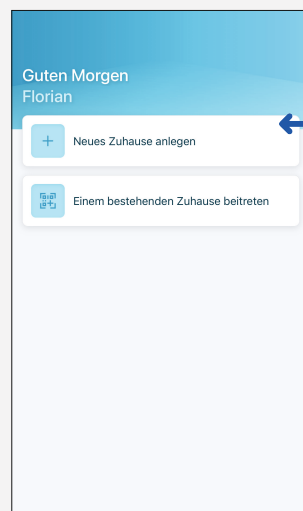 Guten Morgen
Florian
Neues Zuhause anlegen
Einem bestehenden Zuhause beitreten